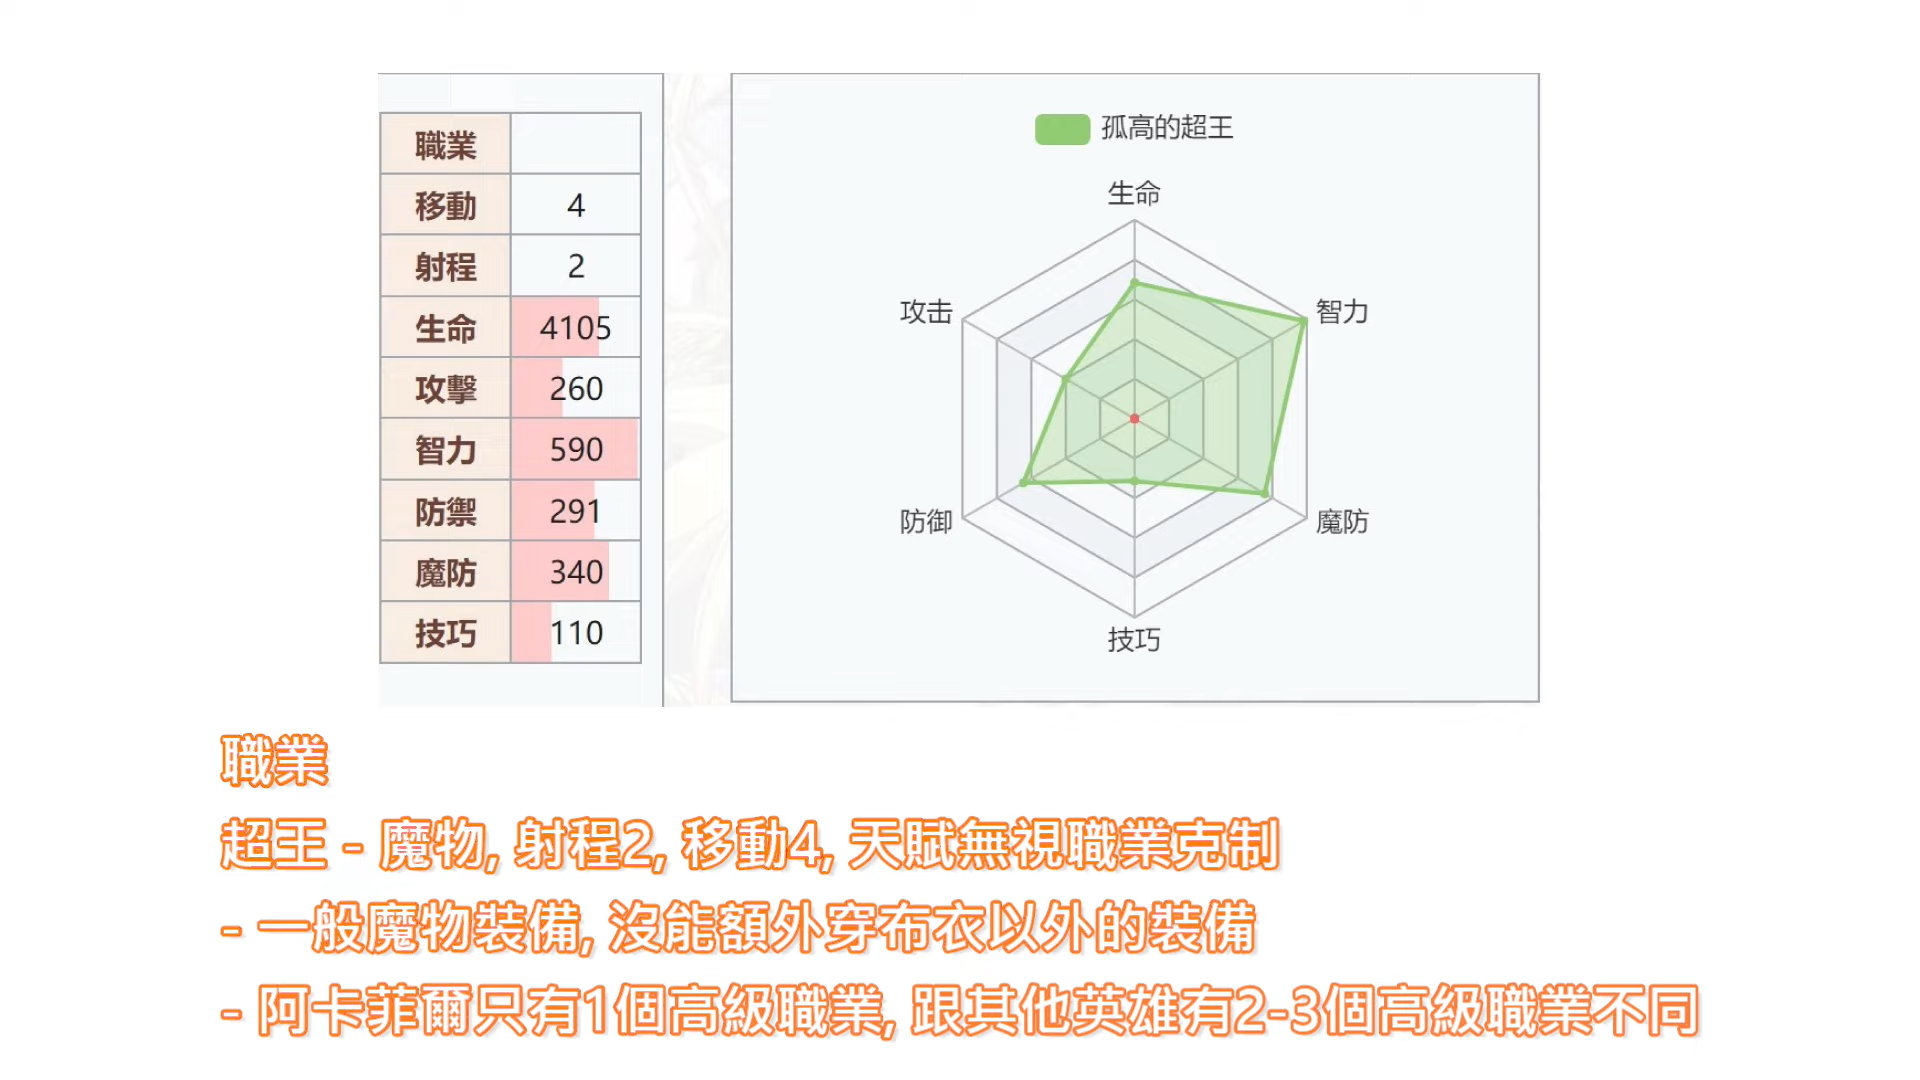 職業
移動 4
射程 2
生命 4105
攻擊 260
智力 590
防禦 291
魔防 340
技巧 110
孤高的超王
生命
攻击
智力
防御
魔防
技巧
職業
超王 - 魔物, 射程2, 移動4, 天賦無視職業克制
- 一般魔物裝備, 沒能額外穿布衣以外的裝備
- 阿卡菲爾只有1個高級職業, 跟其他英雄有2-3個高級職業不同